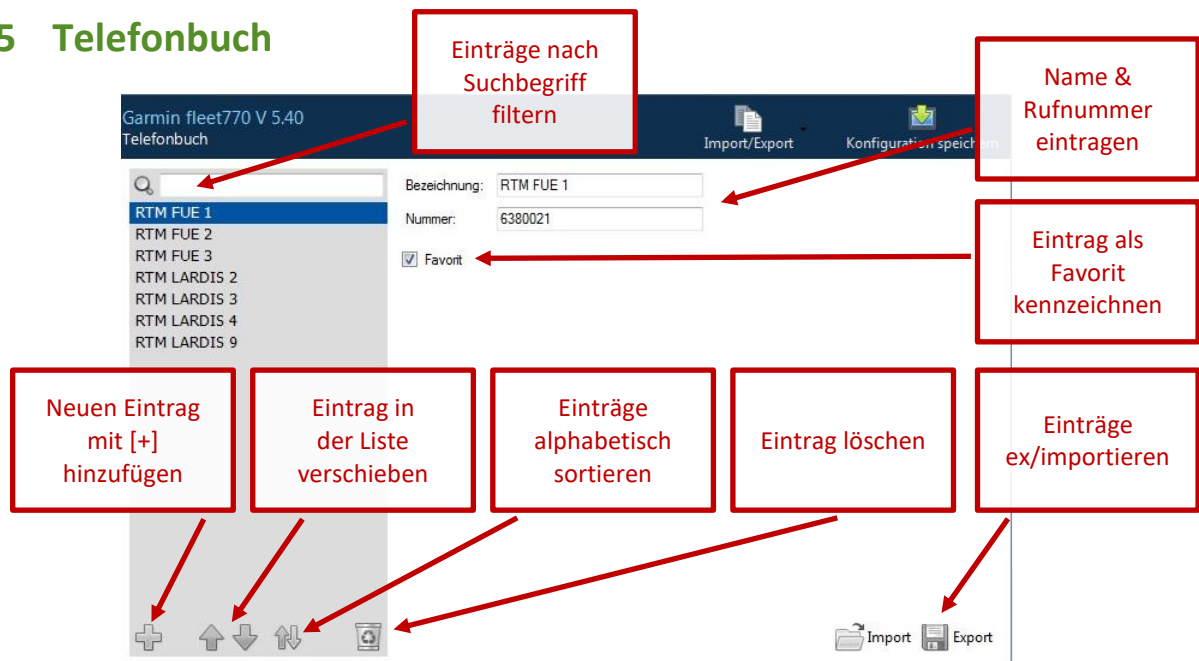 5 Telefonbuch
Einträge nach
Suchbegriff
filtern
Name &
Rufnummer
eintragen
Garmin fleet770 V 5.40
Telefonbuch
Import/Export
Konfiguration speichern
Bezeichnung: RTM FUE 1
Nummer: 6380021
Favorit
RTM FUE 1
RTM FUE 2
RTM FUE 3
RTM LARDIS 2
RTM LARDIS 3
RTM LARDIS 4
RTM LARDIS 9
Eintrag als
Favorit
kennzeichnen
Neuen Eintrag
mit [+]
hinzufügen
Eintrag in
der Liste
verschieben
Einträge
alphabetisch
sortieren
Eintrag löschen
Einträge
ex/importieren
Import Export